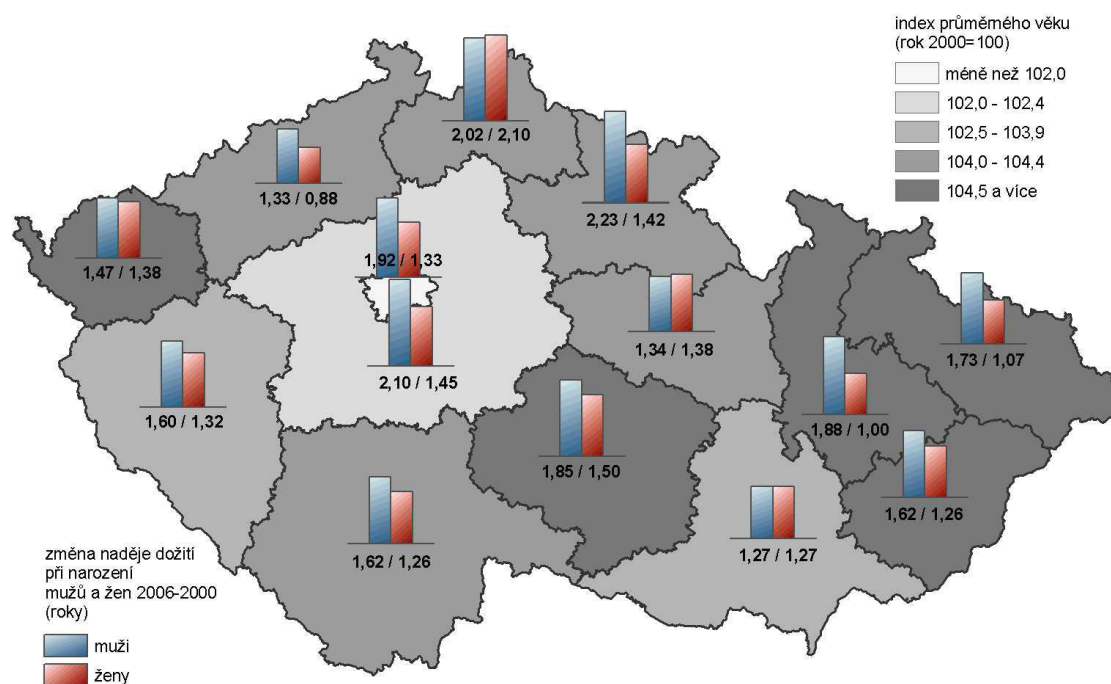 index průměrného věku
(rok 2000=100)
méně než 102,0
102,0 - 102,4
102,5 - 103,9
104,0 - 104,4
104,5 a více
2,02 / 2,10
1,33 / 0,88
2,23 / 1,42
1,47 / 1,38
1,92 / 1,33
1,34 / 1,38
1,73 / 1,07
2,10 / 1,45
1,60 / 1,32
1,88 / 1,00
1,85 / 1,50
1,62 / 1,26
1,27 / 1,27
1,62 / 1,26
změna naděje dožití
při narození
mužů a žen 2006-2000
(roky)
muži
ženy